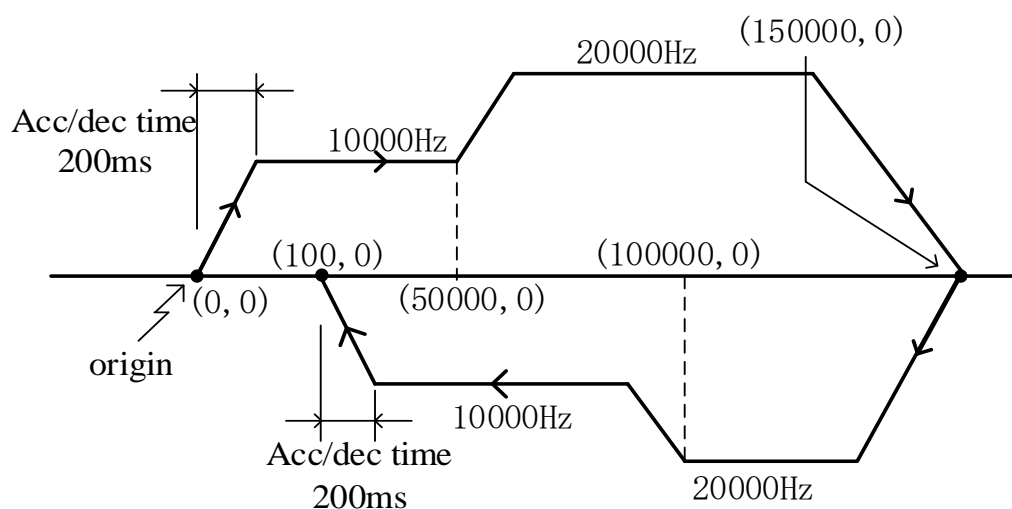 (150000,0)
20000Hz
Acc/dec time
200ms
10000Hz
(100,0)
(100000,0)
(0,0)
(50000,0)
origin
10000Hz
Acc/dec time
200ms
20000Hz